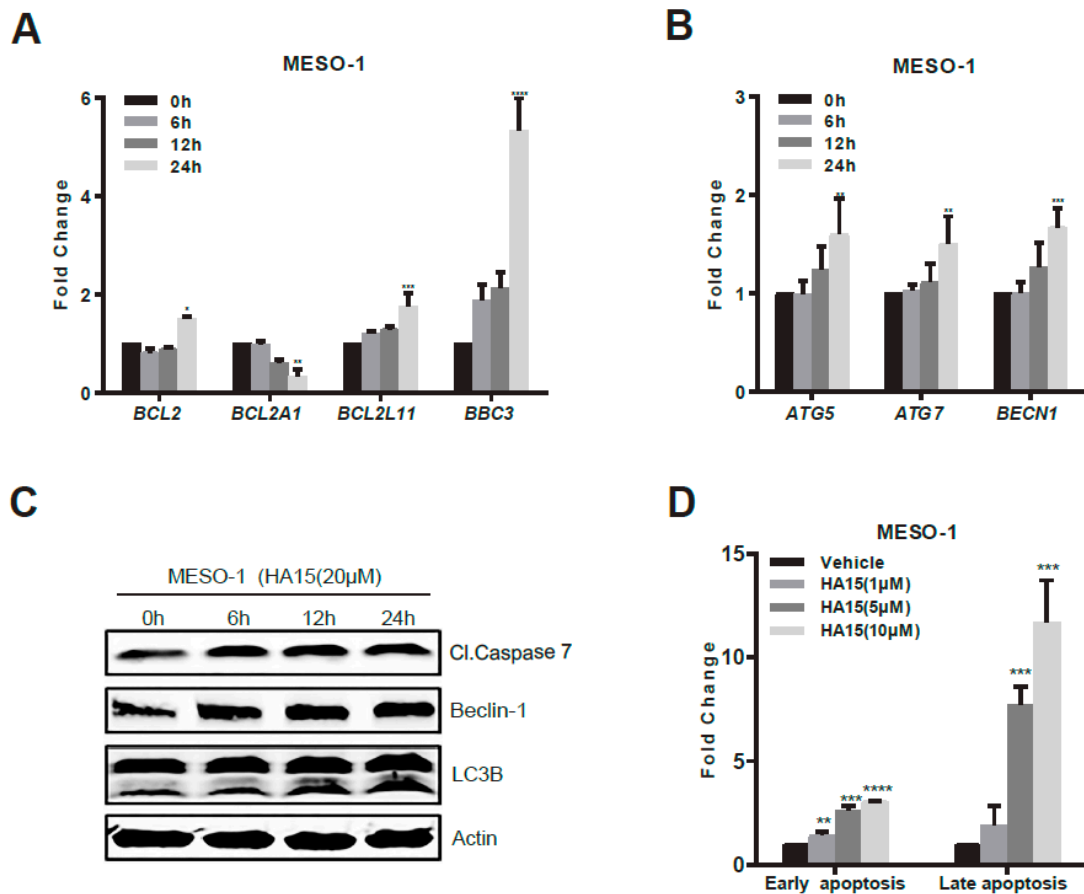 A
MESO-1
Fold Change
6
4
2
0
0h
6h
12h
24h
*
**
***
****
BCL2
BCL2A1
BCL2L11
BBC3
B
MESO-1
Fold Change
3
2
1
0
0h
6h
12h
24h
**
**
***
ATG5
ATG7
BECN1
C
MESO-1 (HA15(20µM)
0h 6h 12h 24h
Cl.Caspase 7
Beclin-1
LC3B
Actin
D
MESO-1
Fold Change
15
10
5
0
Vehicle
HA15(1µM)
HA15(5µM)
HA15(10µM)
**
***
****
***
***
Early apoptosis
Late apoptosis